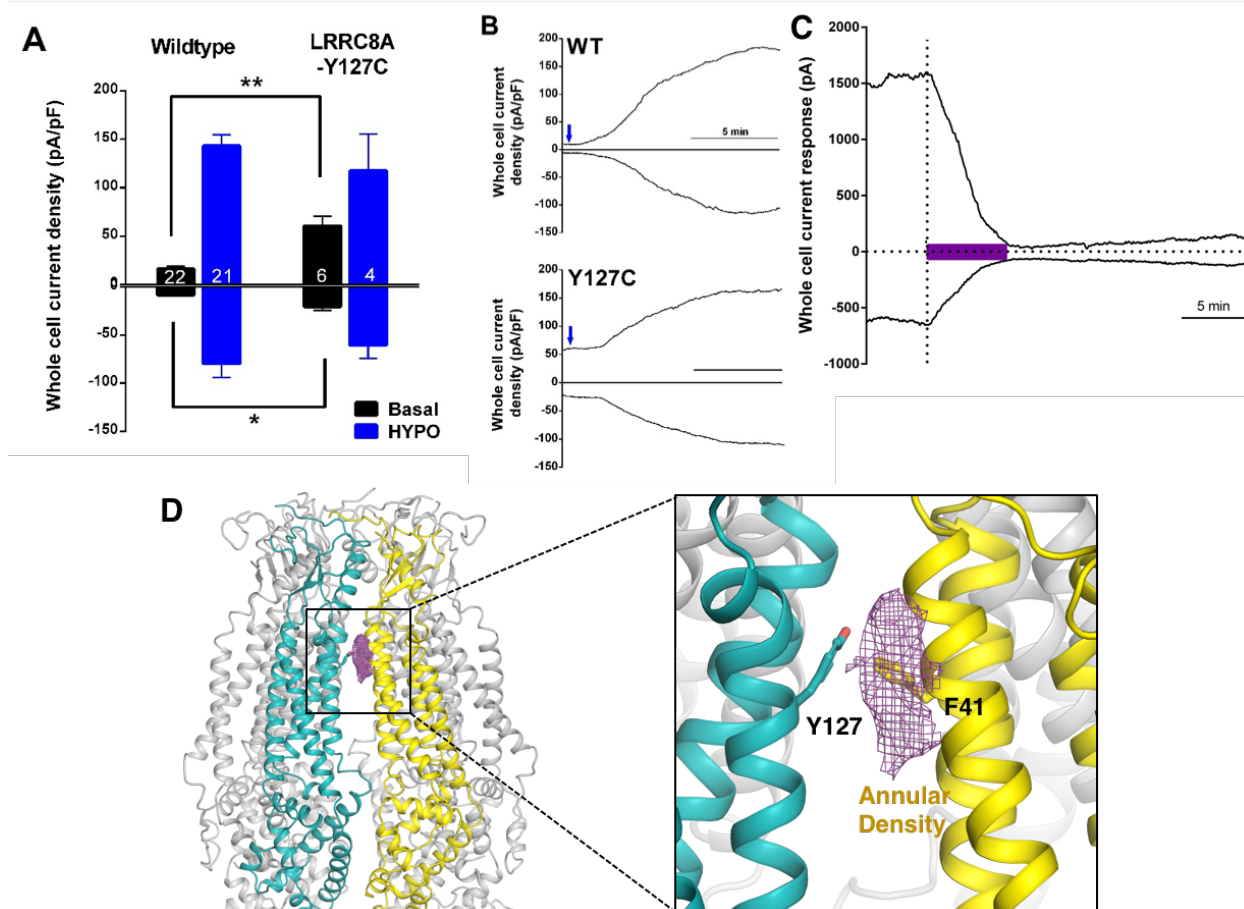 A
Wildtype
LRRC8A
-Y127C
Whole cell current density (pA/pF)
200
150
100
50
0
0
-50
-100
-150
**
*
22
21
6
4
Basal
HYPO
B
WT
Whole cell current
density (pA/pF)
200
150
100
50
0
-50
-100
-150
5 min
Y127C
Whole cell current
density (pA/pF)
200
150
100
50
0
-50
-100
-150
C
Whole cell current response (pA)
2000
1500
1000
500
0
-500
-1000
5 min
D
Y127
F41
Annular
Density